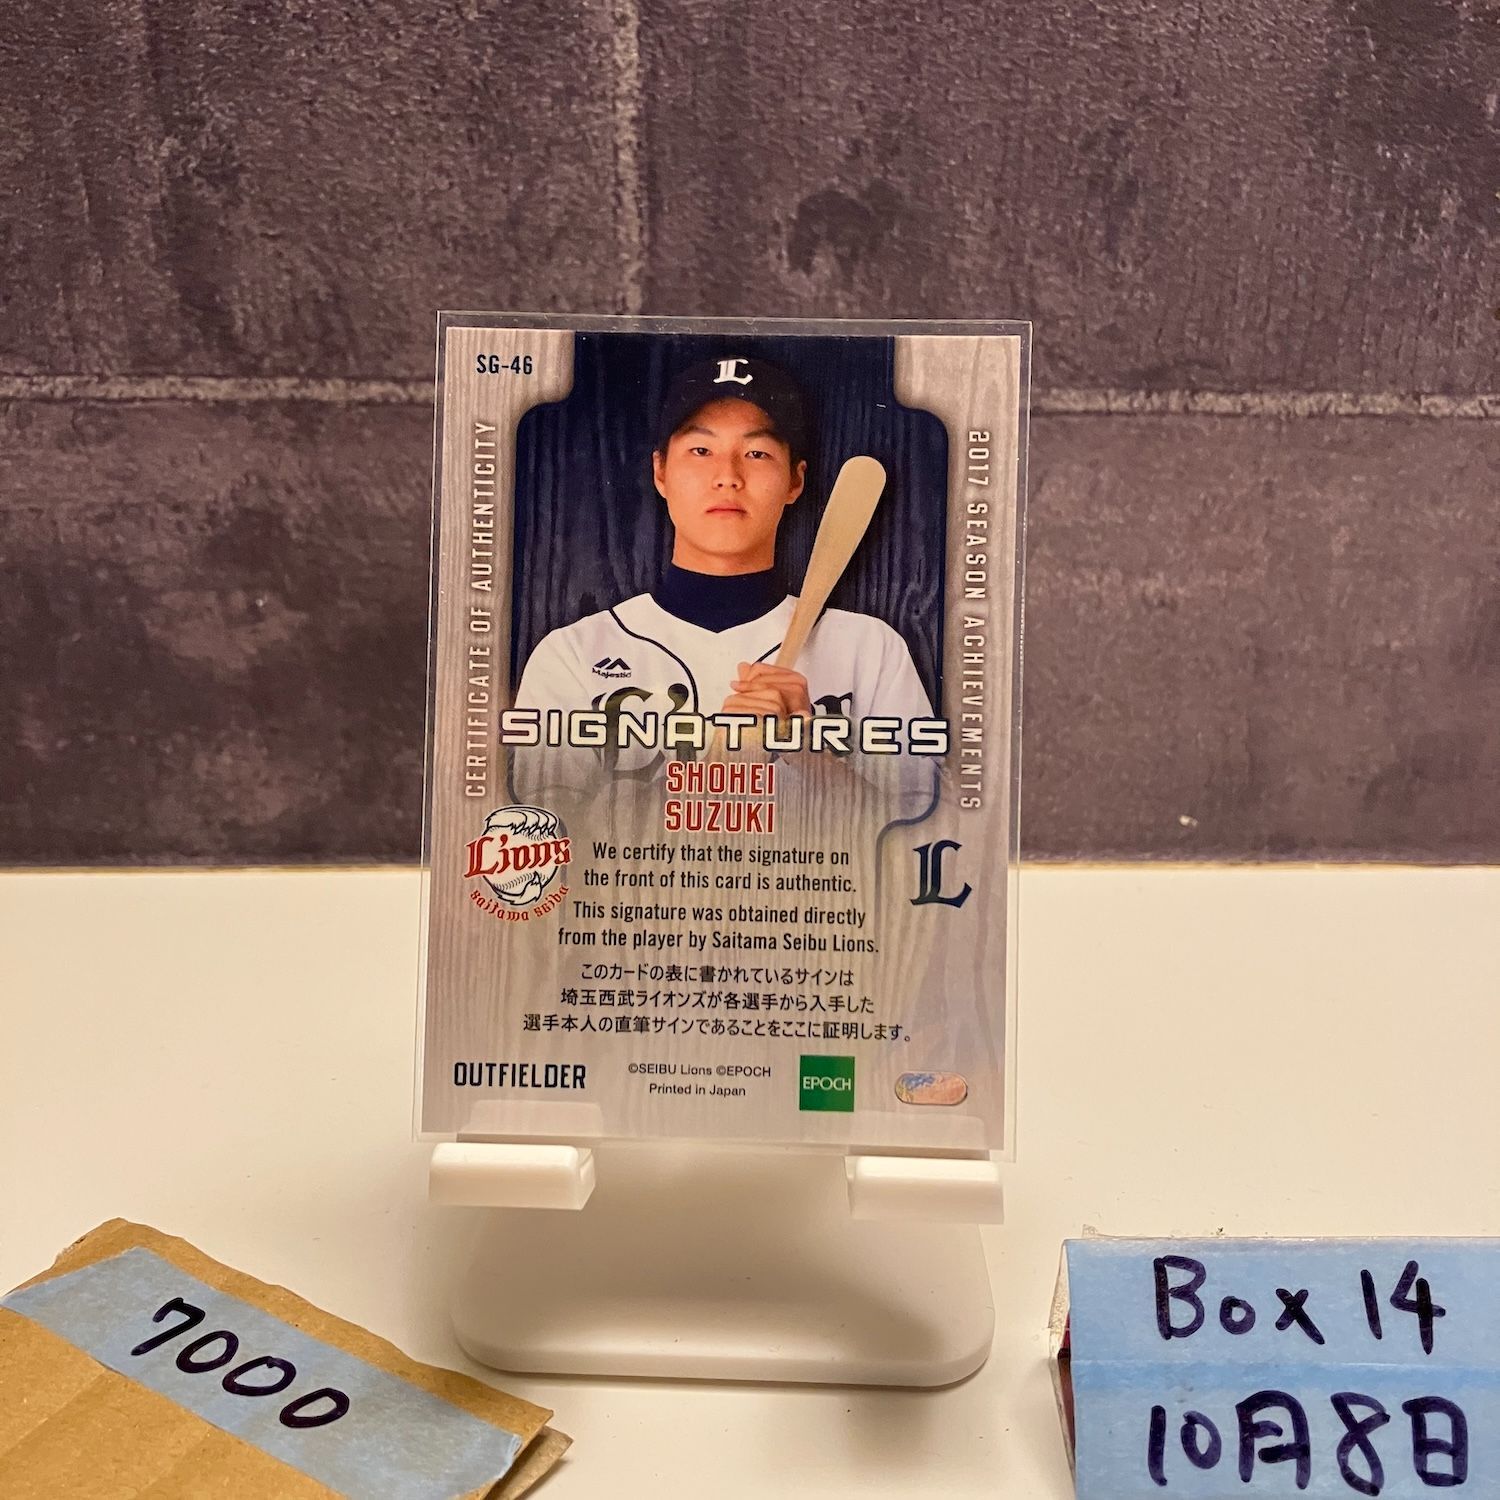 SG-46
L
CERTIFICATE OF AUTHENTICITY
2017 SEASON ACHIEVEMENTS
Majestic
SIGNATURES
SHOHEI
SUZUKI
Lions
saitama seibu
L
We certify that the signature on
the front of this card is authentic.
This signature was obtained directly
from the player by Saitama Seibu Lions.
このカードの表に書かれているサインは
埼玉西武ライオンズが各選手から入手した
選手本人の直筆サインであることをここに証明します。
OUTFIELDER
©SEIBU Lions ©EPOCH
Printed in Japan
EPOCH
7000
Box 14
10月8日